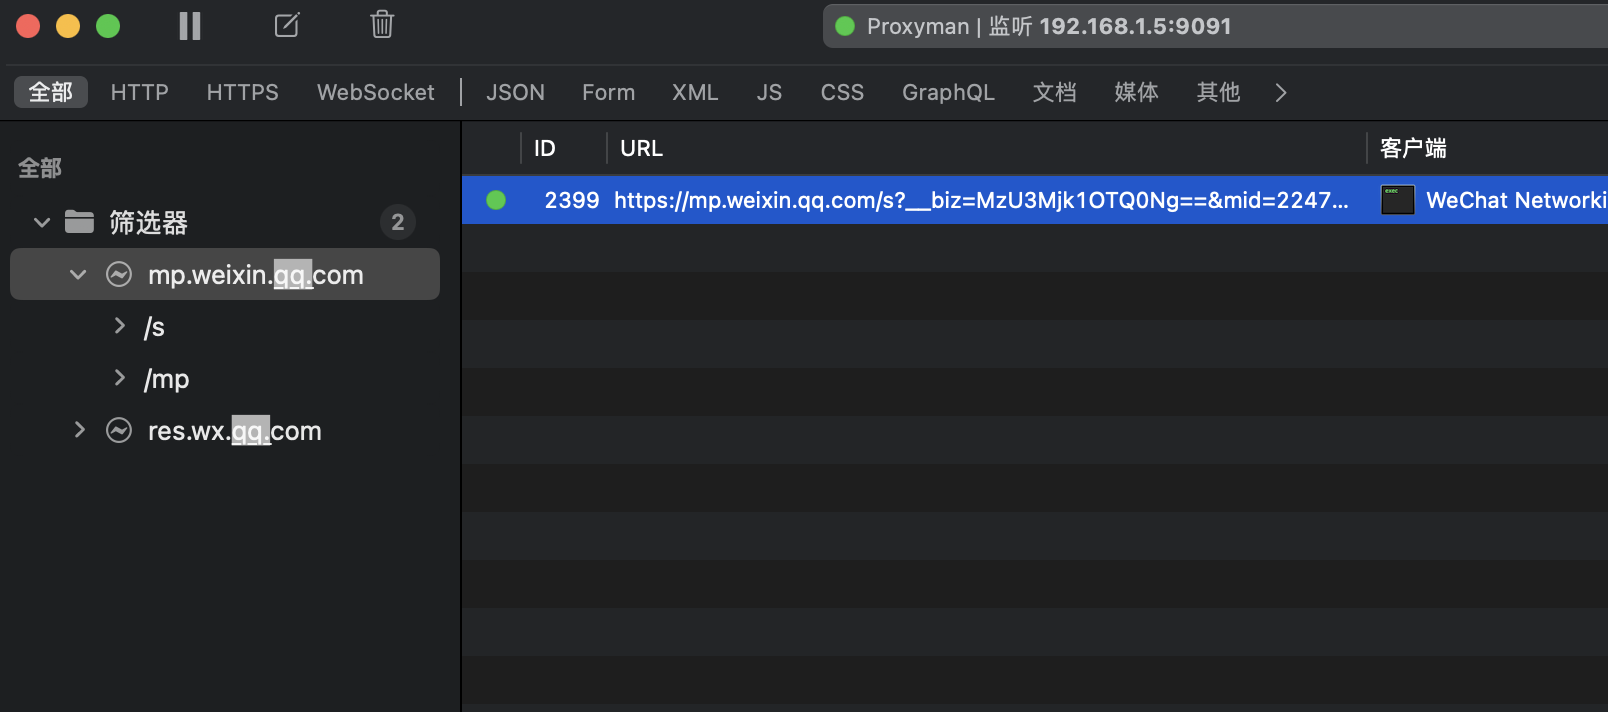 Proxyman | 监听 192.168.1.5:9091
全部 HTTP HTTPS WebSocket JSON Form XML JS CSS GraphQL 文档 媒体 其他
ID URL 客户端
全部
2399 https://mp.weixin.qq.com/s?__biz=MzU3Mjk1OTQ0Ng==&mid=2247... exec WeChat Networki
筛选器 2
mp.weixin.qq.com
/s
/mp
res.wx.qq.com